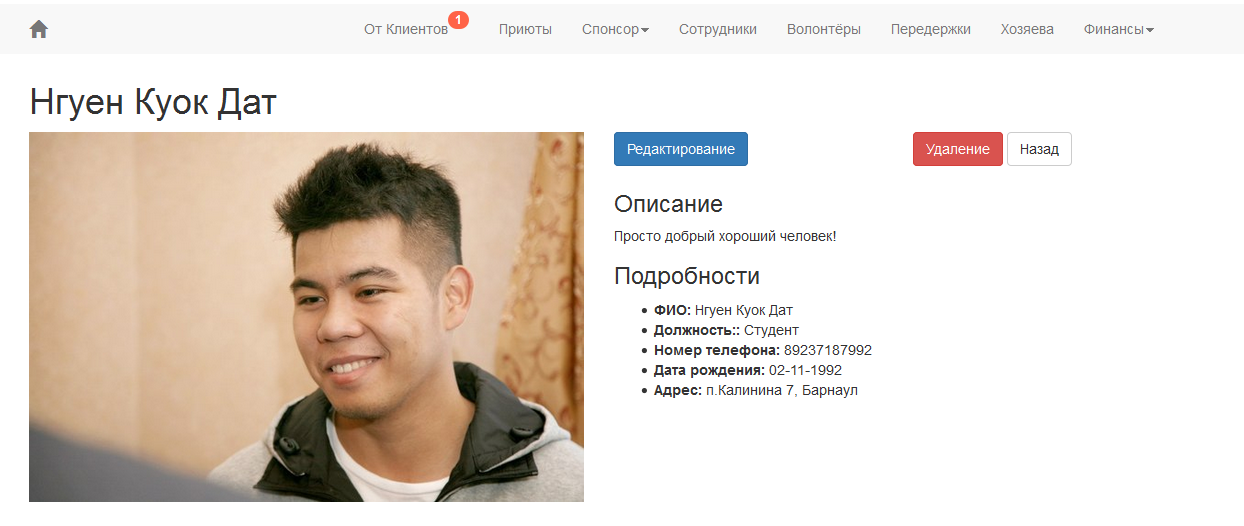 От Клиентов 1 Приюты Спонсор Сотрудники Волонтёры Передержки Хозяева Финансы
Нгуен Куок Дат
Редактирование Удаление Назад
Описание
Просто добрый хороший человек!
Подробности
ФИО: Нгуен Куок Дат
Должность:: Студент
Номер телефона: 89237187992
Дата рождения: 02-11-1992
Адрес: п.Калинина 7, Барнаул